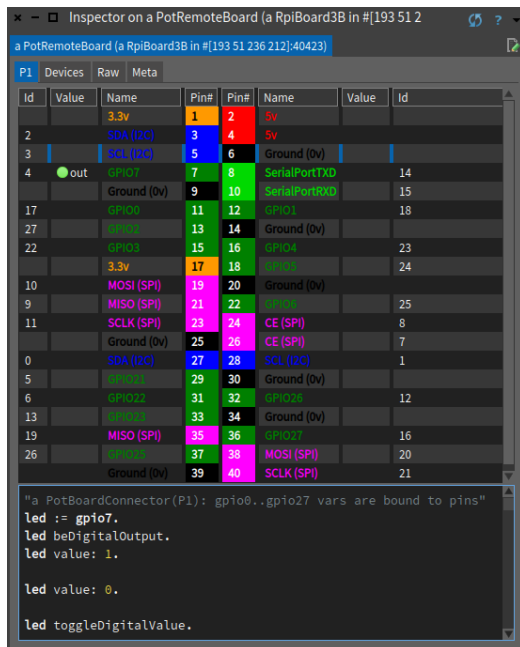 Inspector on a PotRemoteBoard (a RpiBoard3B in #[193 51 2
a PotRemoteBoard (a RpiBoard3B in #[193 51 236 212]:40423)
P1 Devices Raw Meta
Id Value Name Pin# Pin# Name Value Id
3.3v 1 2 5v
2 SDA (I2C) 3 4 5v
3 SCL (I2C) 5 6 Ground (0v)
4 out GPIO7 7 8 SerialPortTXD 14
Ground (0v) 9 10 SerialPortRXD 15
17 GPIO0 11 12 GPIO1 18
27 GPIO2 13 14 Ground (0v)
22 GPIO3 15 16 GPIO4 23
3.3v 17 18 GPIO5 24
10 MOSI (SPI) 19 20 Ground (0v)
9 MISO (SPI) 21 22 GPIO6 25
11 SCLK (SPI) 23 24 CE (SPI) 8
Ground (0v) 25 26 CE (SPI) 7
0 SDA (I2C) 27 28 SCL (I2C) 1
5 GPIO21 29 30 Ground (0v)
6 GPIO22 31 32 GPIO26 12
13 GPIO23 33 34 Ground (0v)
19 MISO (SPI) 35 36 GPIO27 16
26 GPIO25 37 38 MOSI (SPI) 20
Ground (0v) 39 40 SCLK (SPI) 21
"a PotBoardConnector(P1): gpio0..gpio27 vars are bound to pins"
led := gpio7.
led beDigitalOutput.
led value: 1.
led value: 0.
led toggleDigitalValue.